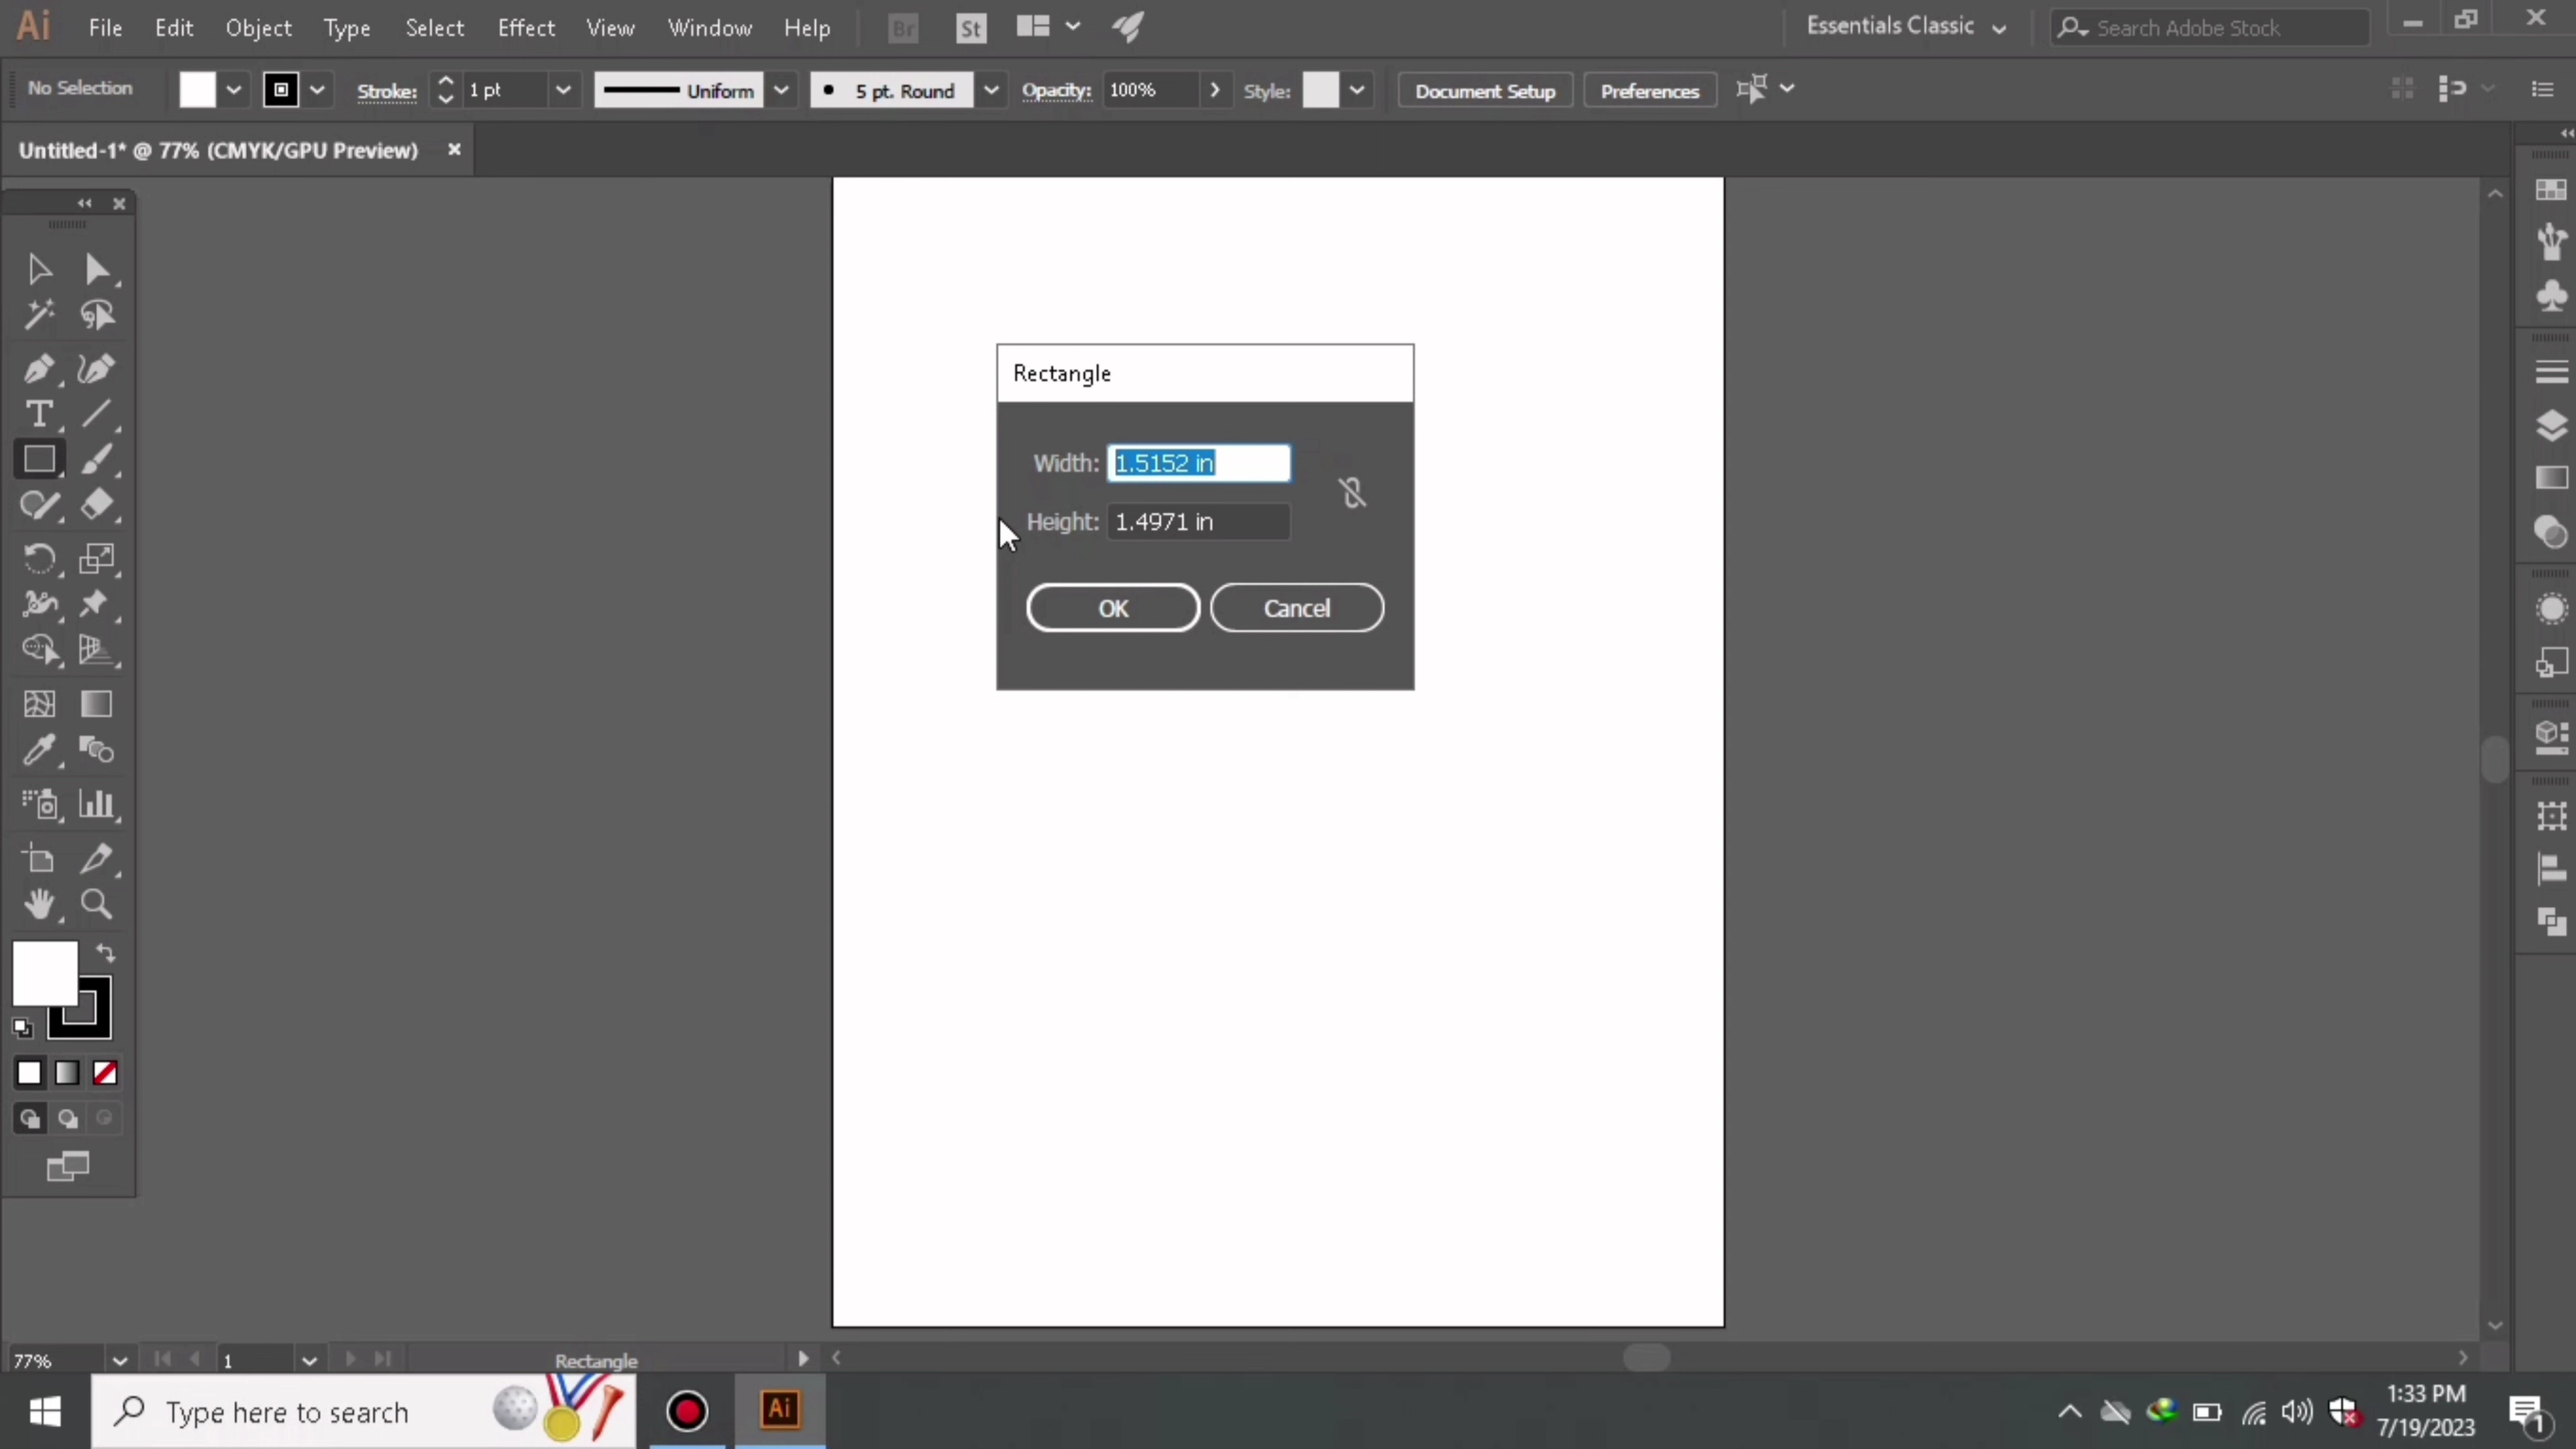 Ai File Edit Object Type Select Effect View Window Help Br St Essentials Classic Search Adobe Stock
No Selection Stroke: 1 pt Uniform 5 pt. Round Opacity: 100% Style: Document Setup Preferences
Untitled-1* @ 77% (CMYK/GPU Preview)
Rectangle
Width: 1.5152 in
Height: 1.4971 in
OK Cancel
77% 1 Rectangle
Type here to search Ai 1:33 PM
7/19/2023 1